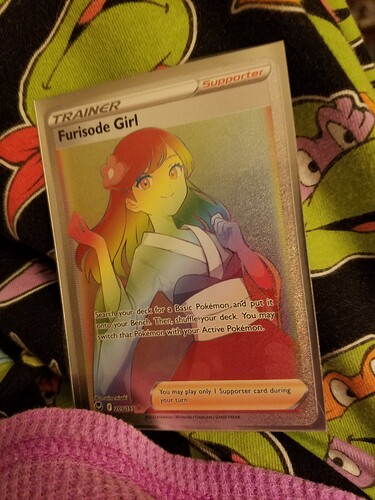 TRAINER
Supporter
Furisode Girl
Search your deck for a Basic Pokémon and put it
onto your Bench. Then, shuffle your deck. You may
switch that Pokémon with your Active Pokémon.
You may play only 1 Supporter card during
your turn.